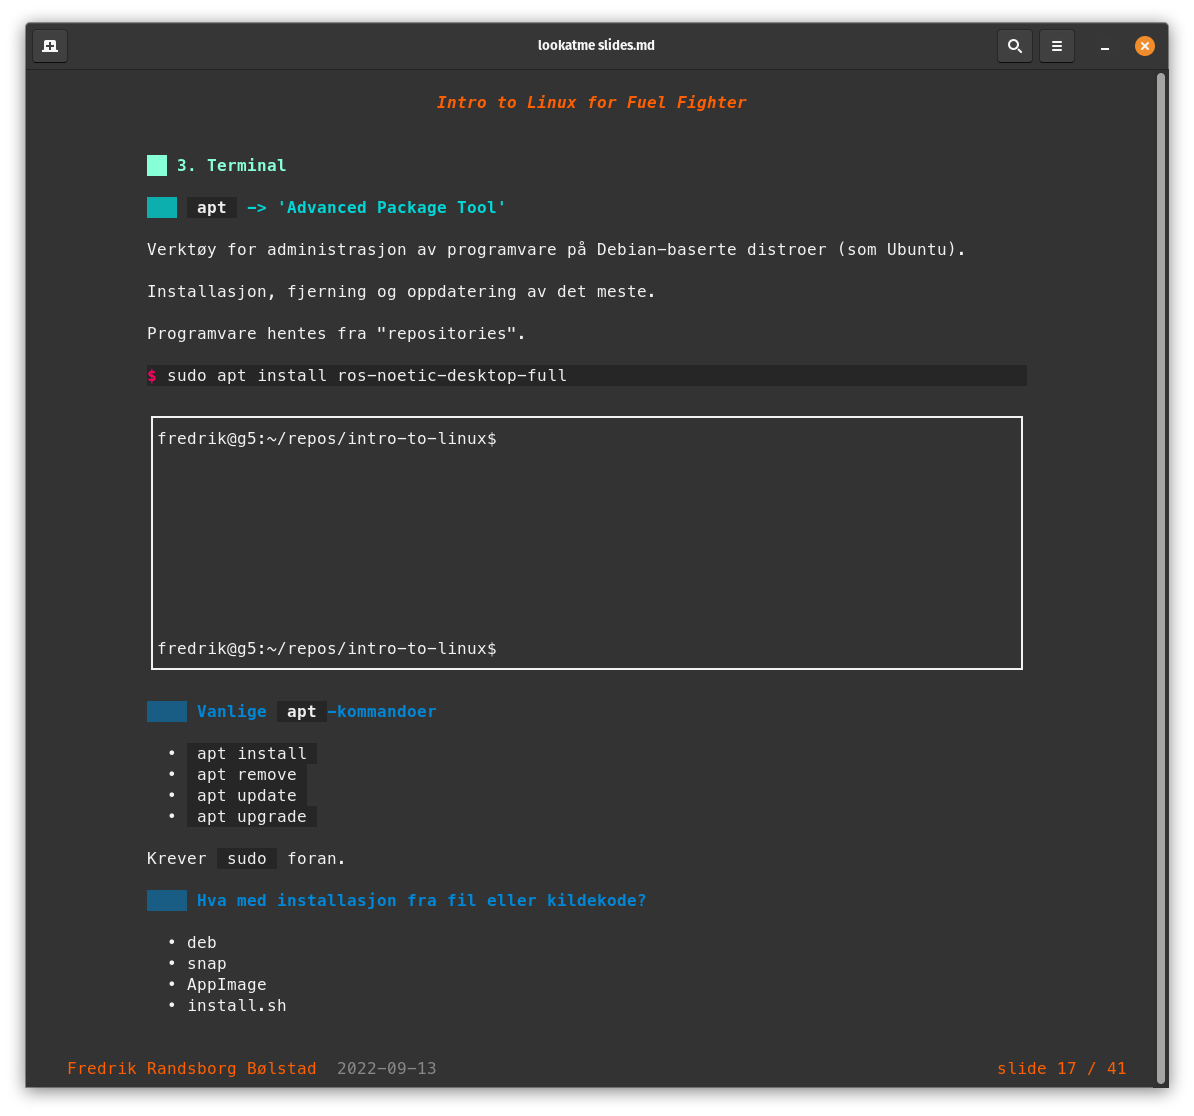 lookatme slides.md
Intro to Linux for Fuel Fighter
3. Terminal
apt -> 'Advanced Package Tool'
Verktøy for administrasjon av programvare på Debian-baserte distroer (som Ubuntu).
Installasjon, fjerning og oppdatering av det meste.
Programvare hentes fra "repositories".
$ sudo apt install ros-noetic-desktop-full
fredrik@g5:~/repos/intro-to-linux$
fredrik@g5:~/repos/intro-to-linux$
Vanlige apt -kommandoer
• apt install
• apt remove
• apt update
• apt upgrade
Krever sudo foran.
Hva med installasjon fra fil eller kildekode?
• deb
• snap
• AppImage
• install.sh
Fredrik Randsborg Bølstad 2022-09-13 slide 17 / 41